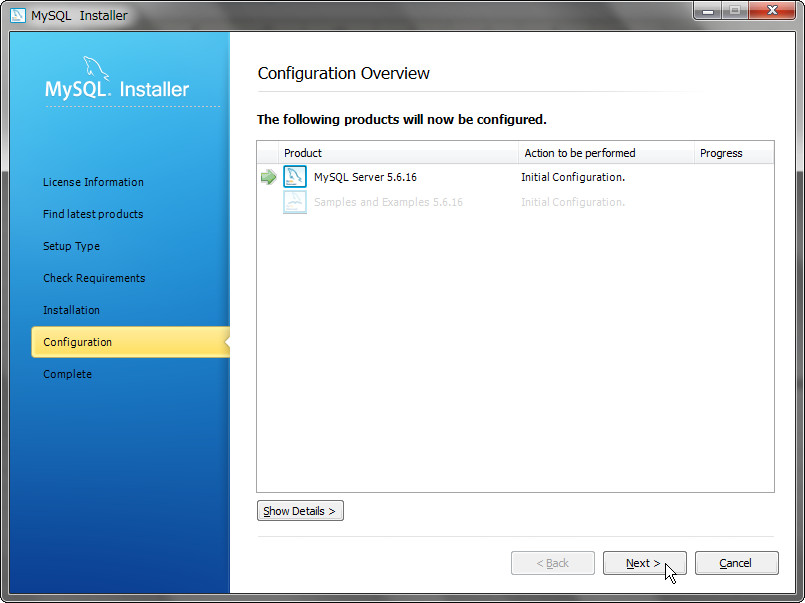 MySQL Installer
MySQL. Installer
License Information
Find latest products
Setup Type
Check Requirements
Installation
Configuration
Complete
Configuration Overview
The following products will now be configured.
Product Action to be performed Progress
MySQL Server 5.6.16 Initial Configuration.
Samples and Examples 5.6.16 Initial Configuration.
Show Details >
< Back Next > Cancel